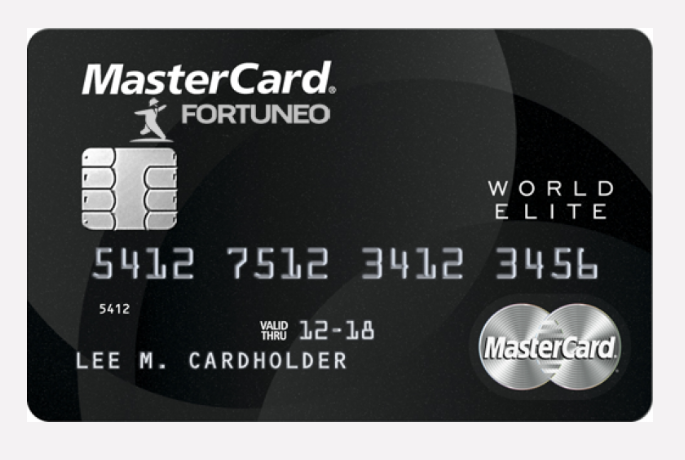 MasterCard®
FORTUNEO
WORLD
ELITE
5412 7512 3412 3456
5412
VALID THRU 12-18
LEE M. CARDHOLDER
MasterCard